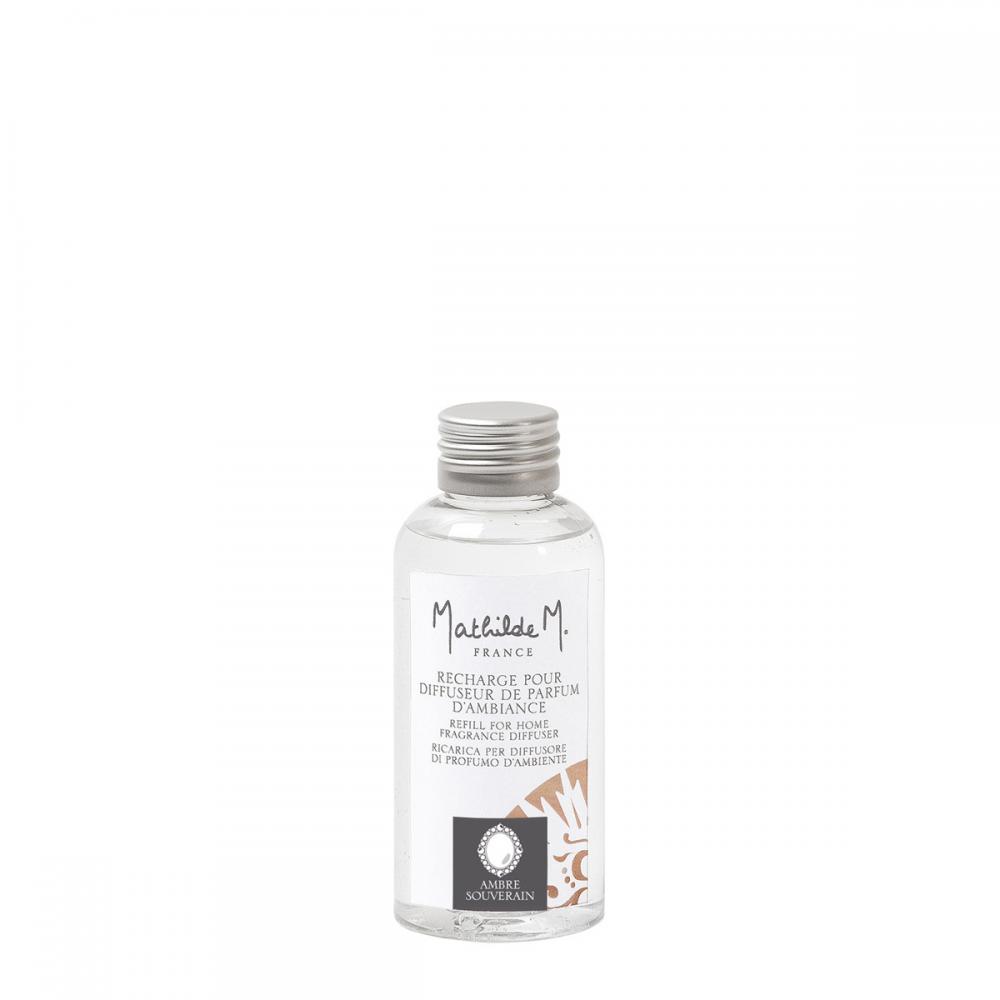 Mathilde M.
FRANCE
RECHARGE POUR
DIFFUSEUR DE PARFUM
D'AMBIANCE
REFILL FOR HOME
FRAGRANCE DIFFUSER
RICARICA PER DIFFUSORE
DI PROFUMO D'AMBIENTE
AMBRE
SOUVERAIN